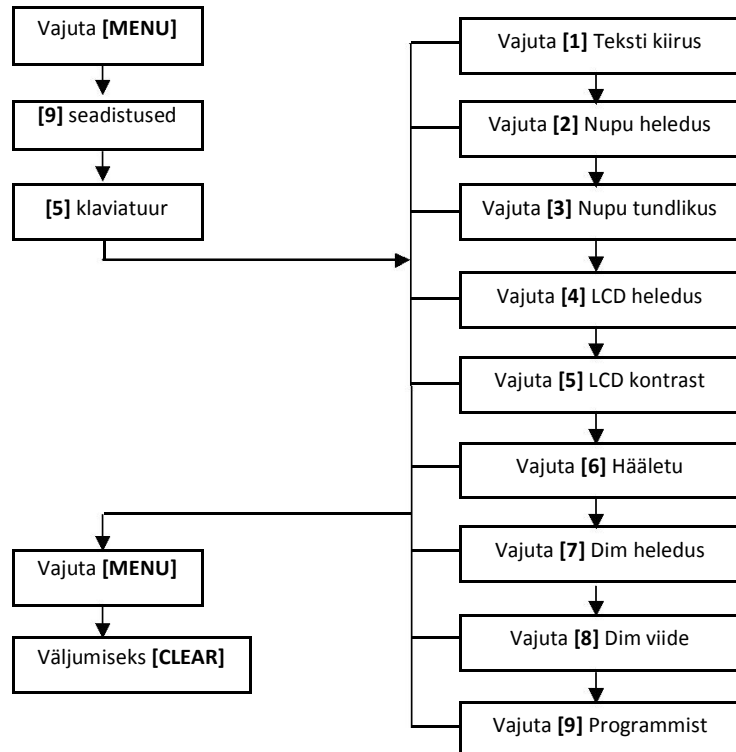 Vajuta [MENU]
[9] seadistused
[5] klaviatuur
Vajuta [1] Teksti kiirus
Vajuta [2] Nupu heledus
Vajuta [3] Nupu tundlikus
Vajuta [4] LCD heledus
Vajuta [5] LCD kontrast
Vajuta [6] Hääletu
Vajuta [7] Dim heledus
Vajuta [8] Dim viide
Vajuta [9] Programmist
Vajuta [MENU]
Väljumiseks [CLEAR]